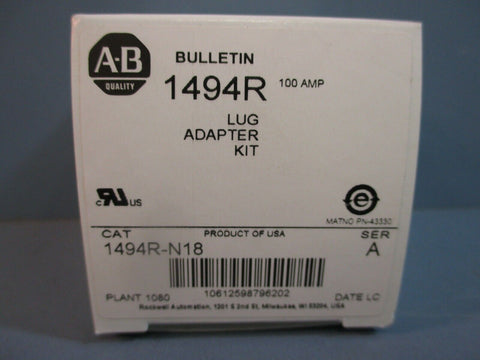 A-B
QUALITY
BULLETIN
1494R 100 AMP
LUG
ADAPTER
KIT
c US
MATNO PN-43330
CAT PRODUCT OF USA SER
1494R-N18 A
10612598796202
PLANT 1080 DATE LC
Rockwell Automation, 1201 S 2nd St, Milwaukee, WI 53204, USA